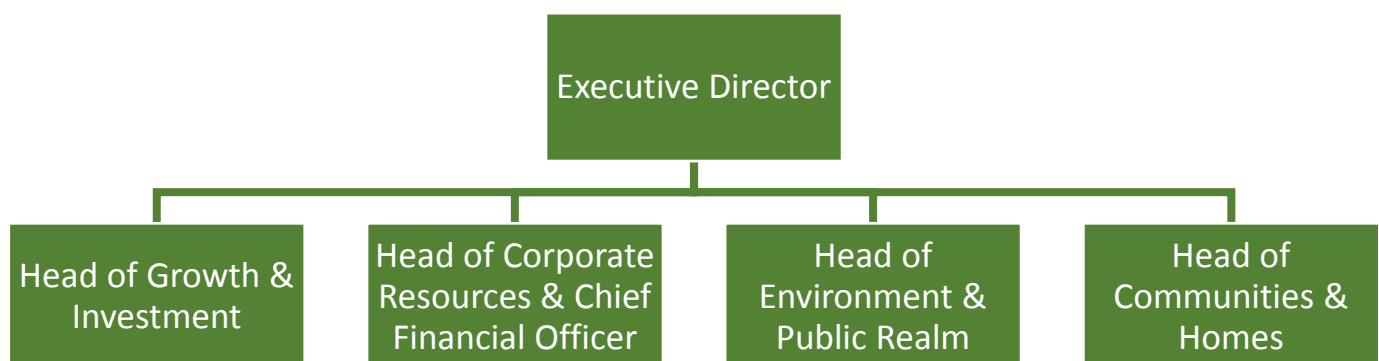 Executive Director
Head of Growth &
Investment
Head of Corporate
Resources & Chief
Financial Officer
Head of
Environment &
Public Realm
Head of
Communities &
Homes